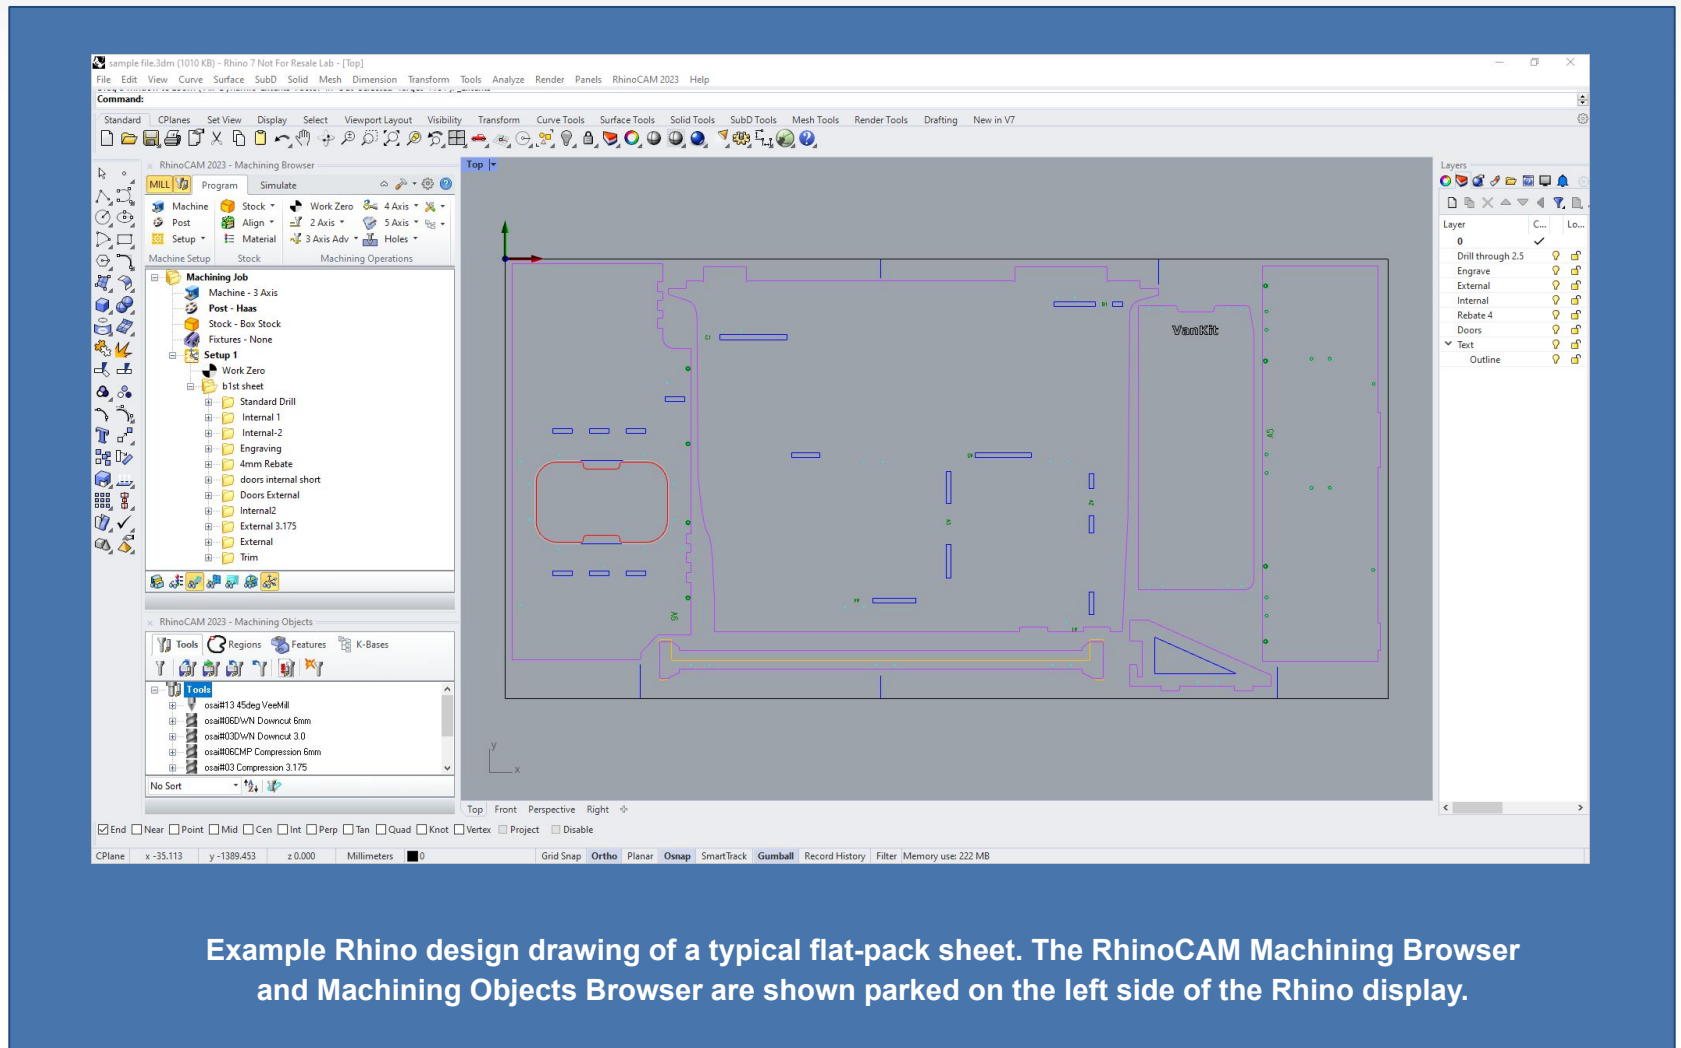 sample file.3dm (1010 KB) - Rhino 7 Not For Resale Lab - [Top]
File Edit View Curve Surface SubD Solid Mesh Dimension Transform Tools Analyze Render Panels RhinoCAM 2023 Help
Command:
Standard CPlanes Set View Display Select Viewport Layout Visibility Transform Curve Tools Surface Tools Solid Tools SubD Tools Mesh Tools Render Tools Drafting New in V7
RhinoCAM 2023 - Machining Browser
MILL Program Simulate
Machine Stock Work Zero 4 Axis
Post Align 2 Axis 5 Axis
Setup Material 3 Axis Adv Holes
Machine Setup Stock Machining Operations
Machining Job
Machine - 3 Axis
Post - Haas
Stock - Box Stock
Fixtures - None
Setup 1
Work Zero
b1st sheet
Standard Drill
Internal 1
Internal-2
Engraving
4mm Rebate
doors internal short
Doors External
Internal2
External 3.175
External
Trim
RhinoCAM 2023 - Machining Objects
Tools Regions Features K-Bases
Tools
osai#13 45deg VeeMill
osai#06DWN Downcut 6mm
osai#03DWN Downcut 3.0
osai#06CMP Compression 6mm
osai#03 Compression 3.175
No Sort
Top
VanKit
A5
y
x
Top Front Perspective Right
Layers
Layer C... Lo...
0
Drill through 2.5
Engrave
External
Internal
Rebate 4
Doors
Text
Outline
End Near Point Mid Cen Int Perp Tan Quad Knot Vertex Project Disable
CPlane x -35.113 y -1389.453 z 0.000 Millimeters 0 Grid Snap Ortho Planar Osnap SmartTrack Gumball Record History Filter Memory use: 222 MB
Example Rhino design drawing of a typical flat-pack sheet. The RhinoCAM Machining Browser
and Machining Objects Browser are shown parked on the left side of the Rhino display.